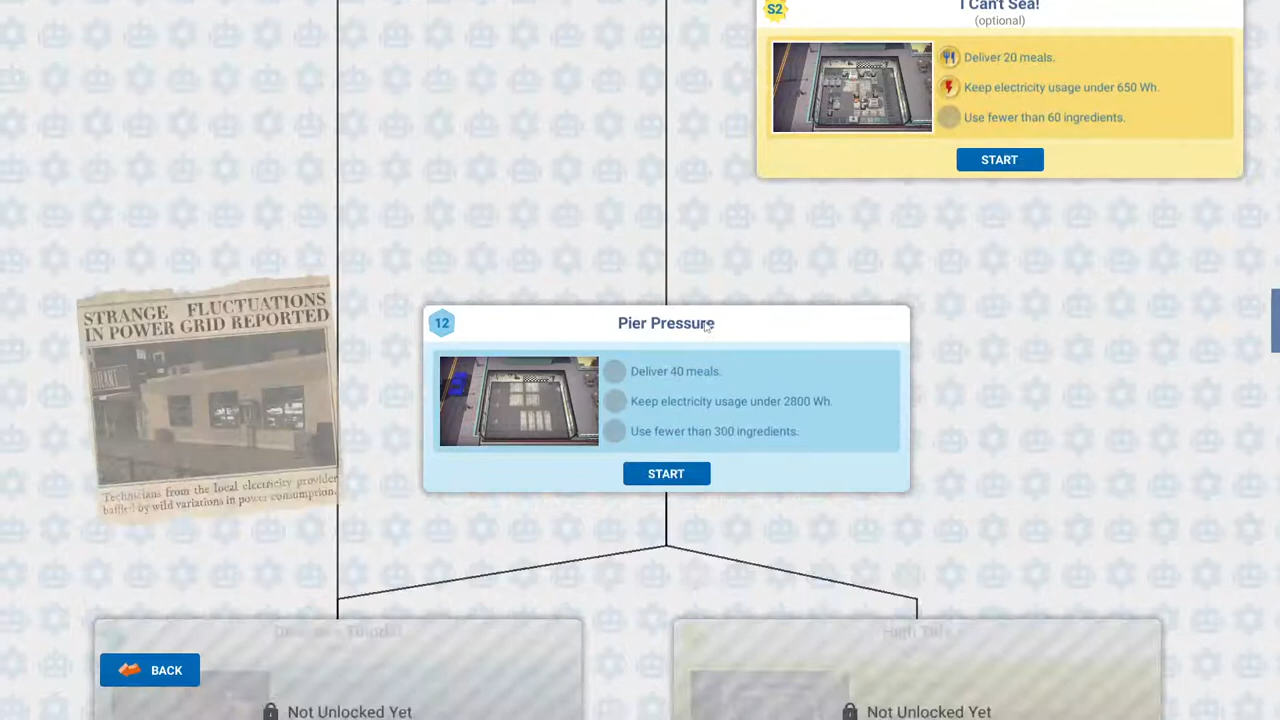 S2
I Can't Sea!
(optional)
Deliver 20 meals.
Keep electricity usage under 650 Wh.
Use fewer than 60 ingredients.
START
STRANGE FLUCTUATIONS
IN POWER GRID REPORTED
Technicians from the local electricity provider
baffled by wild variations in power consumption.
12
Pier Pressure
Deliver 40 meals.
Keep electricity usage under 2800 Wh.
Use fewer than 300 ingredients.
START
Tutorial
High Tide
BACK
Not Unlocked Yet
Not Unlocked Yet